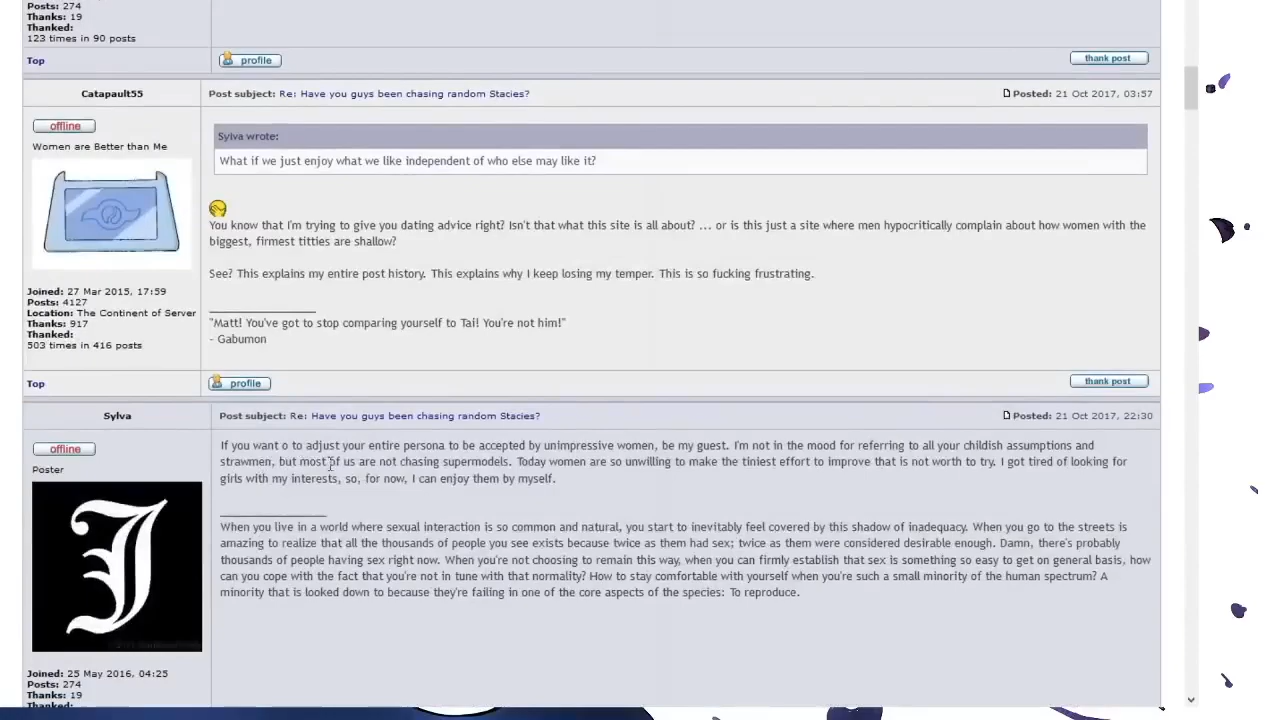 Posts: 274
Thanks: 19
Thanked:
123 times in 90 posts
Top
profile
thank post
Catapault55
Post subject: Re: Have you guys been chasing random Stacies?
Posted: 21 Oct 2017, 03:57
offline
Women are Better than Me
Joined: 27 Mar 2015, 17:59
Posts: 4127
Location: The Continent of Server
Thanks: 917
Thanked:
503 times in 416 posts
Sylva wrote:
What if we just enjoy what we like independent of who else may like it?
You know that I'm trying to give you dating advice right? Isn't that what this site is all about? ... or is this just a site where men hypocritically complain about how women with the
biggest, firmest titties are shallow?
See? This explains my entire post history. This explains why I keep losing my temper. This is so fucking frustrating.
"Matt! You've got to stop comparing yourself to Tai! You're not him!"
- Gabumon
Top
profile
thank post
Sylva
Post subject: Re: Have you guys been chasing random Stacies?
Posted: 21 Oct 2017, 22:30
offline
Poster
Joined: 25 May 2016, 04:25
Posts: 274
Thanks: 19
Thanked:
If you want o to adjust your entire persona to be accepted by unimpressive women, be my guest. I'm not in the mood for referring to all your childish assumptions and
strawmen, but most of us are not chasing supermodels. Today women are so unwilling to make the tiniest effort to improve that is not worth to try. I got tired of looking for
girls with my interests, so, for now, I can enjoy them by myself.
When you live in a world where sexual interaction is so common and natural, you start to inevitably feel covered by this shadow of inadequacy. When you go to the streets is
amazing to realize that all the thousands of people you see exists because twice as them had sex; twice as them were considered desirable enough. Damn, there's probably
thousands of people having sex right now. When you're not choosing to remain this way, when you can firmly establish that sex is something so easy to get on general basis, how
can you cope with the fact that you're not in tune with that normality? How to stay comfortable with yourself when you're such a small minority of the human spectrum? A
minority that is looked down to because they're failing in one of the core aspects of the species: To reproduce.